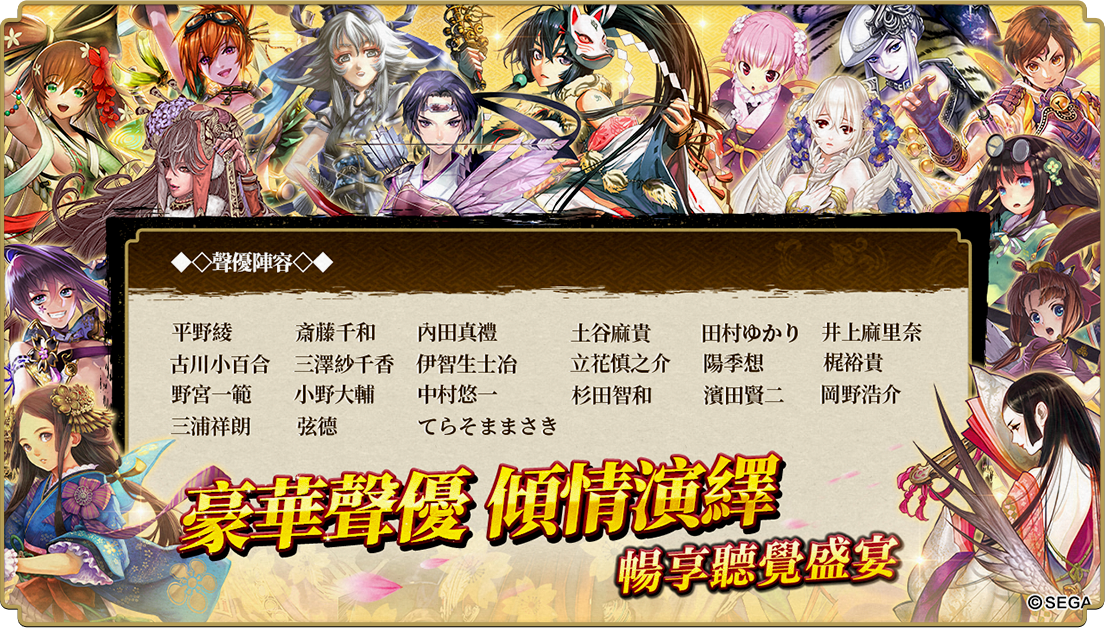 ◆◇聲優陣容◇◆
平野綾 斎藤千和 內田真禮 土谷麻貴 田村ゆかり 井上麻里奈
古川小百合 三澤紗千香 伊智生士冶 立花慎之介 陽季想 梶裕貴
野宮一範 小野大輔 中村悠一 杉田智和 濱田賢二 岡野浩介
三浦祥朗 弦徳 てらそままさき
豪華聲優 傾情演繹
暢享聽覺盛宴
© SEGA